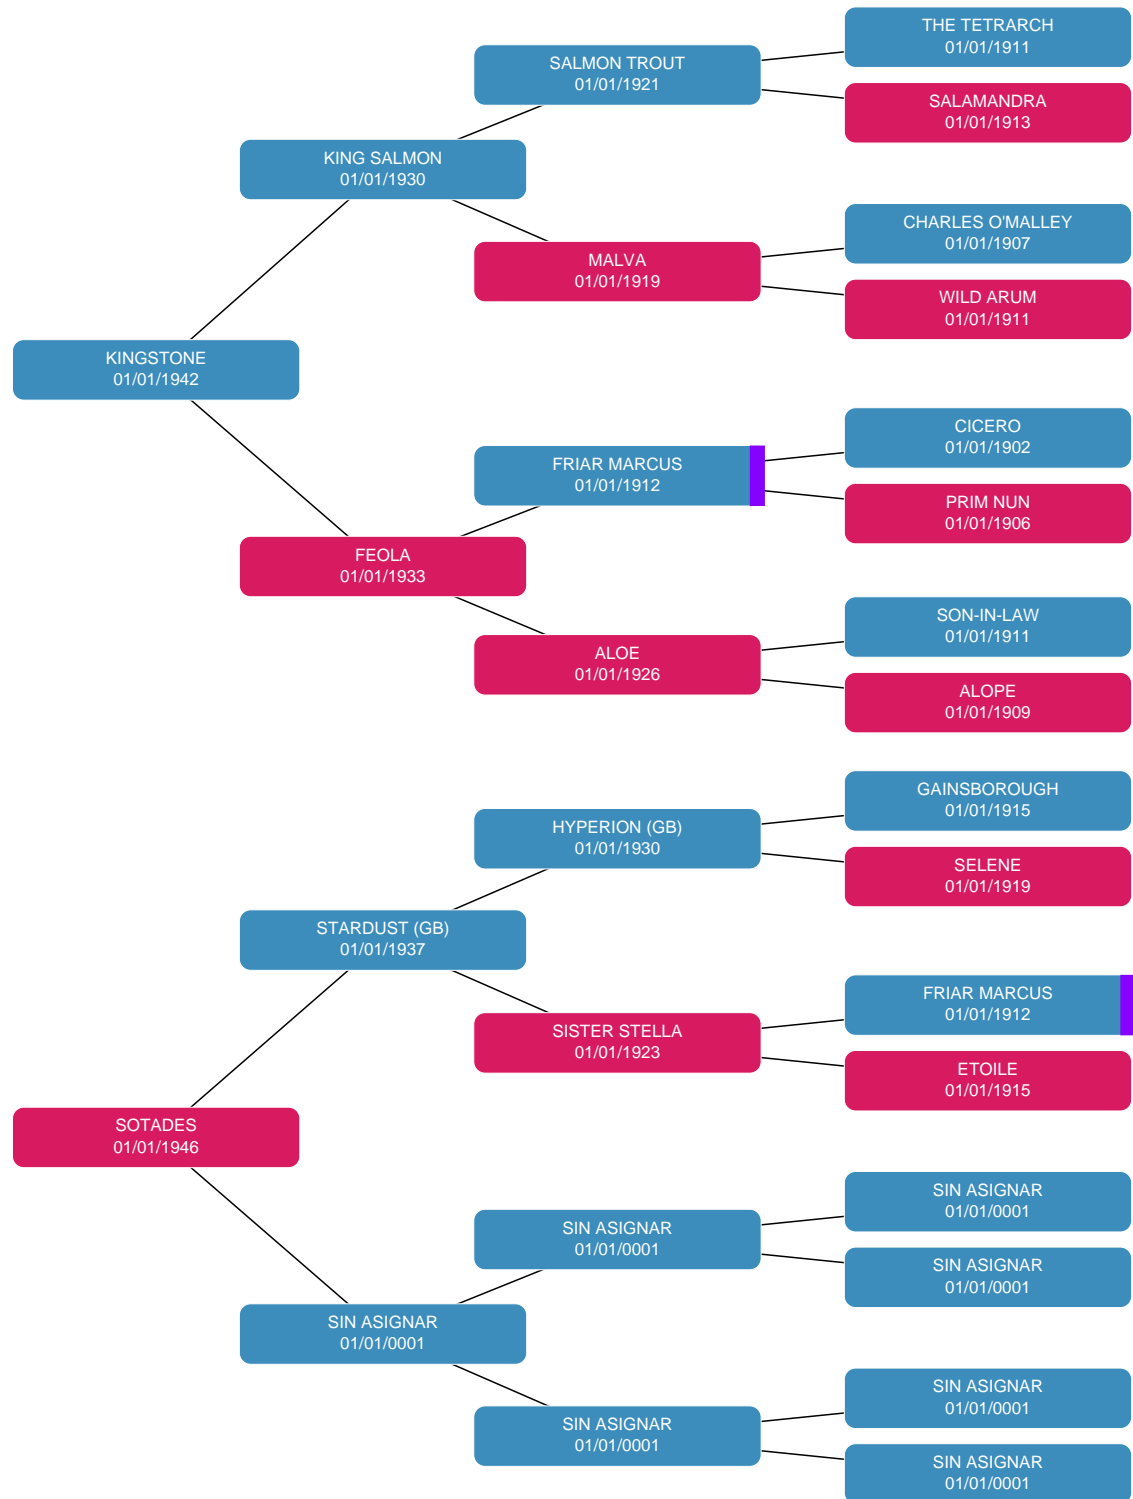 THE TETRARCH
01/01/1911
SALMON TROUT
01/01/1921
SALAMANDRA
01/01/1913
KING SALMON
01/01/1930
CHARLES O'MALLEY
01/01/1907
MALVA
01/01/1919
WILD ARUM
01/01/1911
KINGSTONE
01/01/1942
CICERO
01/01/1902
FRIAR MARCUS
01/01/1912
PRIM NUN
01/01/1906
FEOLA
01/01/1933
SON-IN-LAW
01/01/1911
ALOE
01/01/1926
ALOPE
01/01/1909
GAINSBOROUGH
01/01/1915
HYPERION (GB)
01/01/1930
SELENE
01/01/1919
STARDUST (GB)
01/01/1937
FRIAR MARCUS
01/01/1912
SISTER STELLA
01/01/1923
ETOILE
01/01/1915
SOTADES
01/01/1946
SIN ASIGNAR
01/01/0001
SIN ASIGNAR
01/01/0001
SIN ASIGNAR
01/01/0001
SIN ASIGNAR
01/01/0001
SIN ASIGNAR
01/01/0001
SIN ASIGNAR
01/01/0001
SIN ASIGNAR
01/01/0001